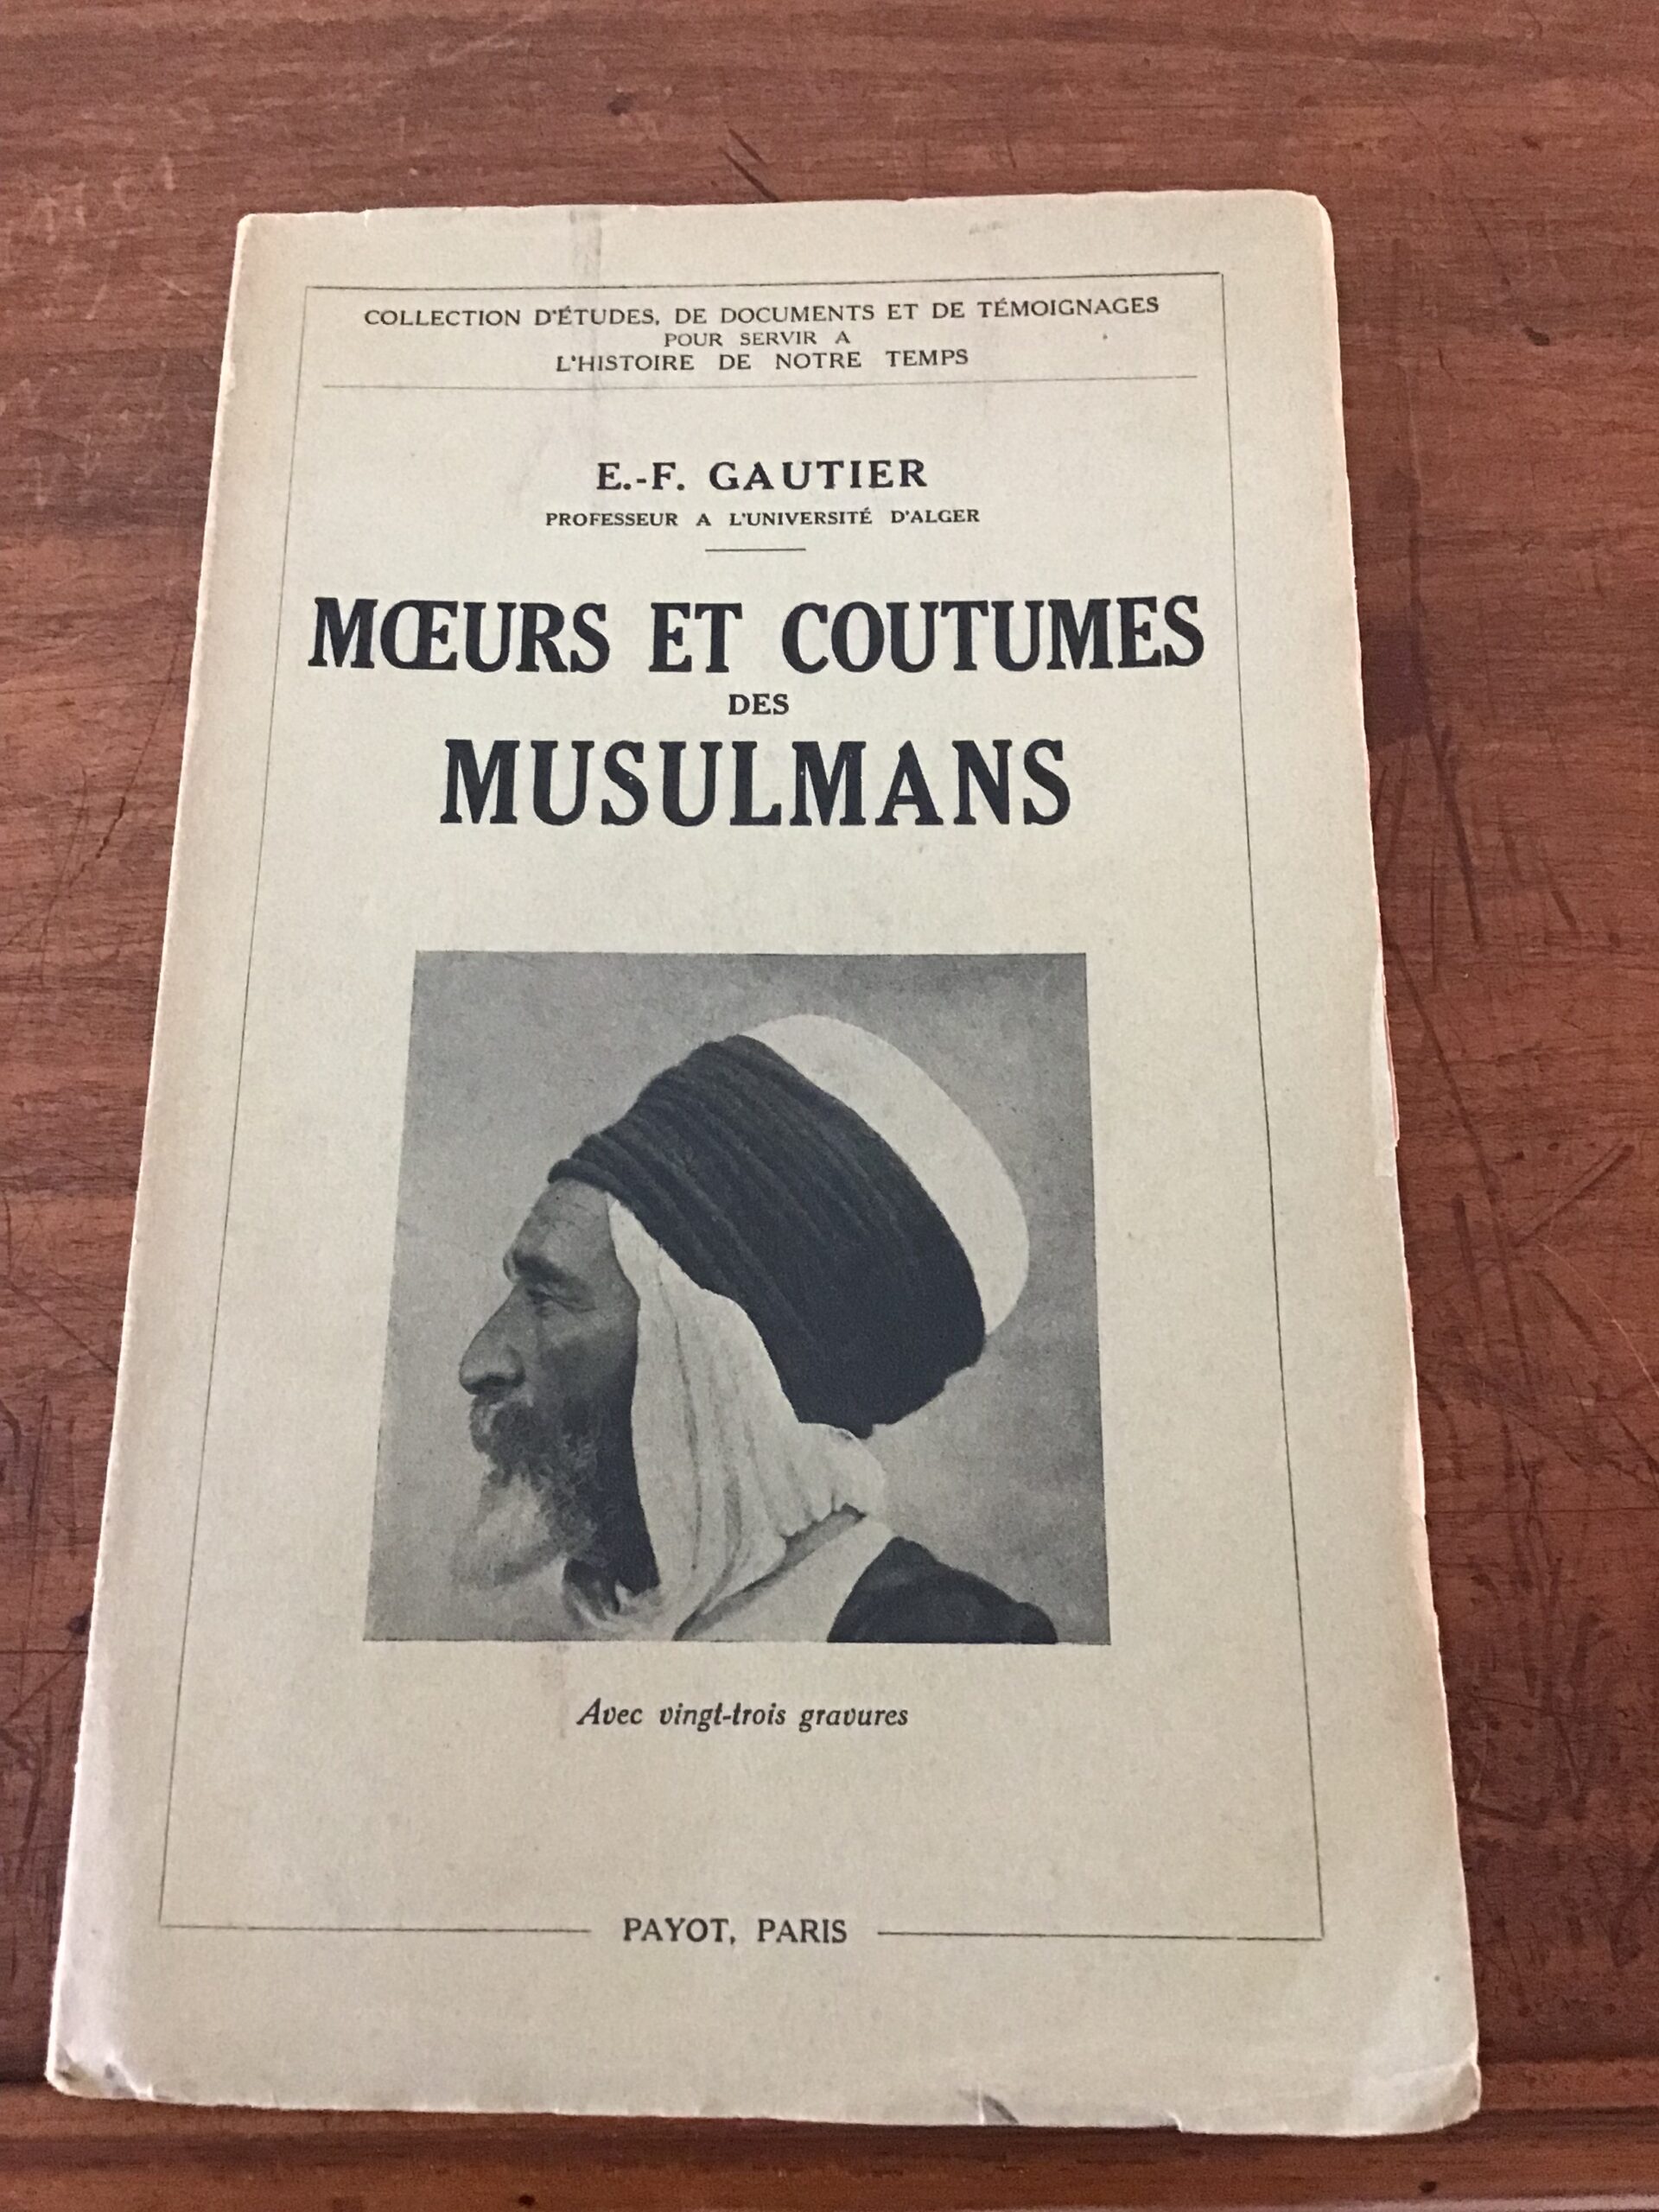 COLLECTION D'ÉTUDES, DE DOCUMENTS ET DE TÉMOIGNAGES
POUR SERVIR A
L'HISTOIRE DE NOTRE TEMPS
E.-F. GAUTIER
PROFESSEUR A L'UNIVERSITÉ D'ALGER
MŒURS ET COUTUMES
DES
MUSULMANS
Avec vingt-trois gravures
PAYOT, PARIS